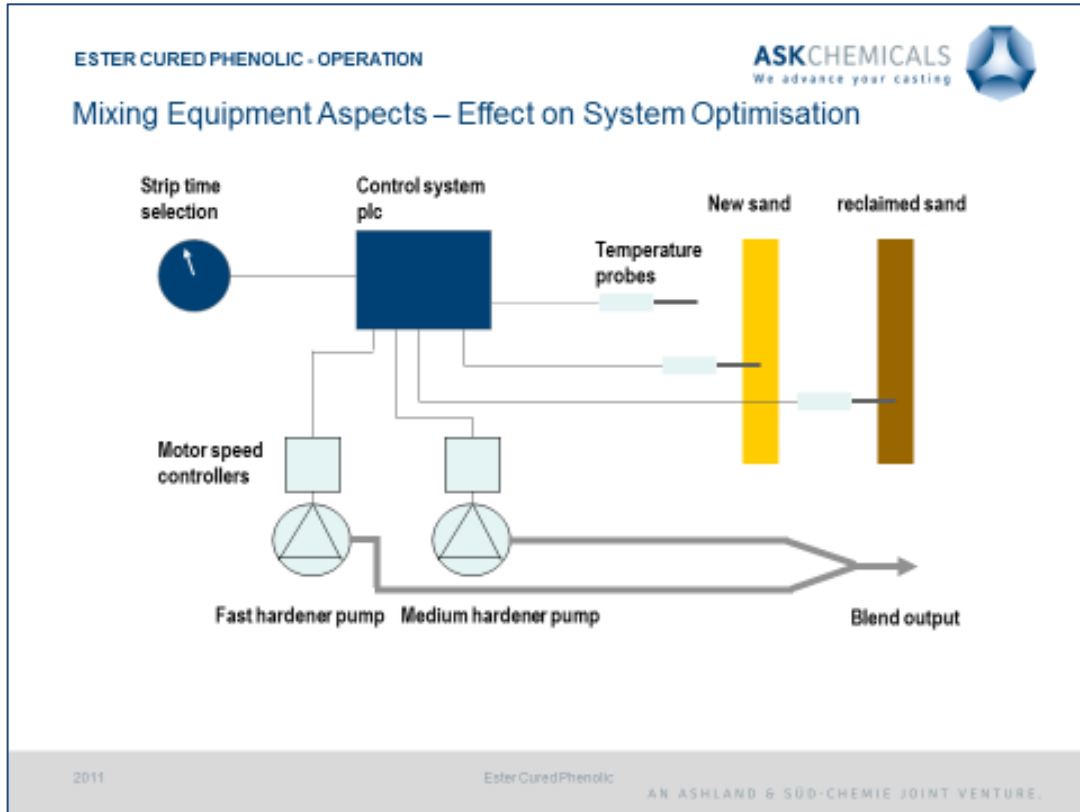 ESTER CURED PHENOLIC - OPERATION
ASKCHEMICALS
We advance your casting
Mixing Equipment Aspects – Effect on System Optimisation
Strip time
selection
Control system
plc
New sand
reclaimed sand
Temperature
probes
Motor speed
controllers
Fast hardener pump
Medium hardener pump
Blend output
2011
Ester Cured Phenolic
AN ASHLAND & SÜD-CHEMIE JOINT VENTURE.